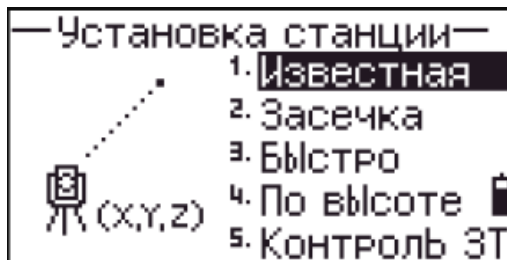 Установка станции
1. Известная
2. Засечка
3. Быстро
4. По высоте
(X,Y,Z)
5. Контроль ЗТ